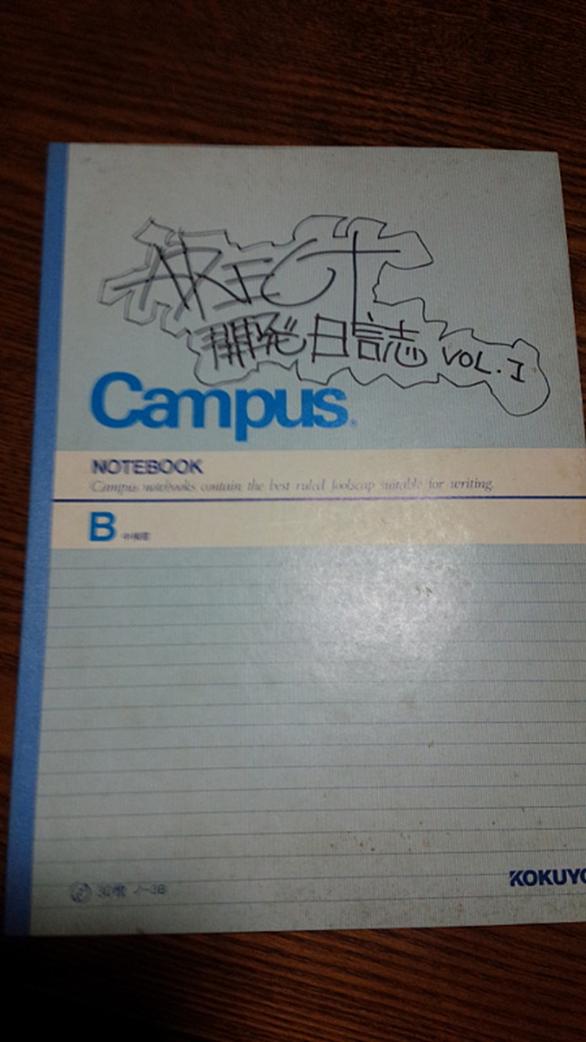 開発日誌 VOL.I
Campus
NOTEBOOK
Campus notebooks contain the best ruled foolscap suitable for writing.
B
30枚 ノ-3B
KOKUYO